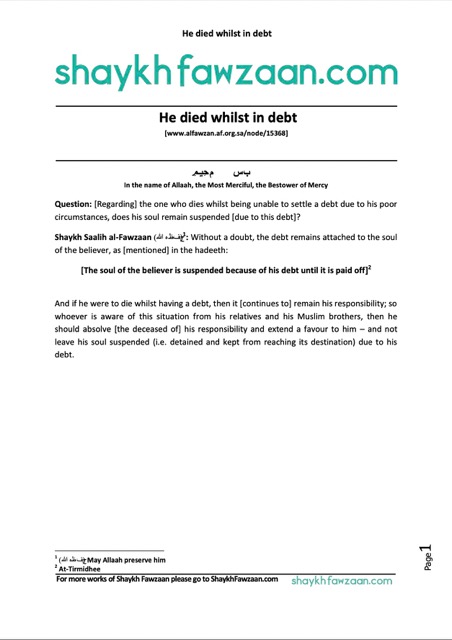 He died whilst in debt
shaykhfawzaan.com
He died whilst in debt
[www.alfawzan.af.org.sa/node/15368]
In the name of Allaah, the Most Merciful, the Bestower of Mercy
Question: [Regarding] the one who dies whilst being unable to settle a debt due to his poor
circumstances, does his soul remain suspended [due to this debt]?
Shaykh Saalih al-Fawzaan (حفظه الله)¹: Without a doubt, the debt remains attached to the soul
of the believer, as [mentioned] in the hadeeth:
[The soul of the believer is suspended because of his debt until it is paid off]²
And if he were to die whilst having a debt, then it [continues to] remain his responsibility; so
whoever is aware of this situation from his relatives and his Muslim brothers, then he
should absolve [the deceased of] his responsibility and extend a favour to him – and not
leave his soul suspended (i.e. detained and kept from reaching its destination) due to his
debt.
¹ (حفظه الله) May Allaah preserve him
² At-Tirmidhee
For more works of Shaykh Fawzaan please go to ShaykhFawzaan.com
shaykhfawzaan.com
Page 1